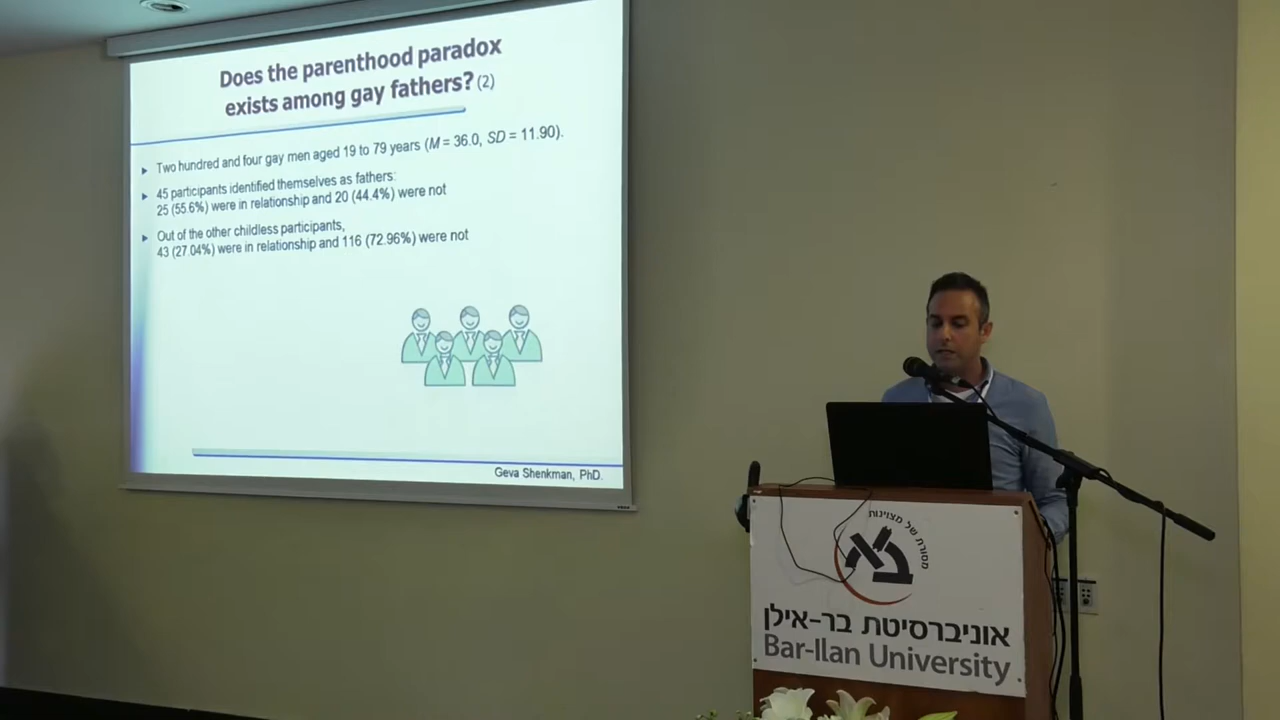 Does the parenthood paradox
exists among gay fathers? (2)
Two hundred and four gay men aged 19 to 79 years (M = 36.0, SD = 11.90).
45 participants identified themselves as fathers:
25 (55.6%) were in relationship and 20 (44.4%) were not
Out of the other childless participants,
43 (27.04%) were in relationship and 116 (72.96%) were not
Geva Shenkman, PhD.
מסורת של מצוינות
אוניברסיטת בר-אילן
Bar-Ilan University